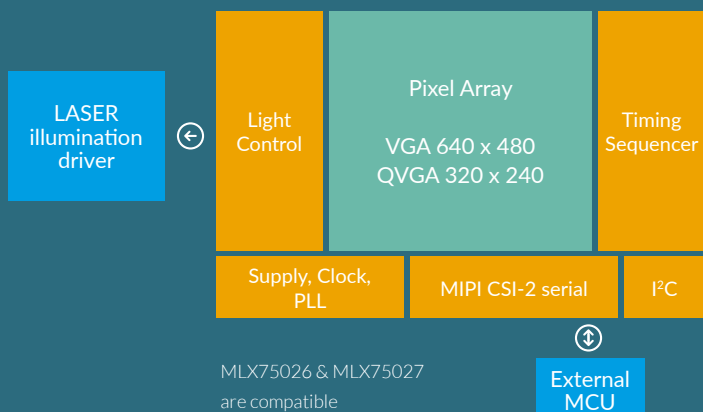 LASER
illumination
driver
Light
Control
Pixel Array
VGA 640 x 480
QVGA 320 x 240
Timing
Sequencer
Supply, Clock,
PLL
MIPI CSI-2 serial
I²C
MLX75026 & MLX75027
are compatible
External
MCU